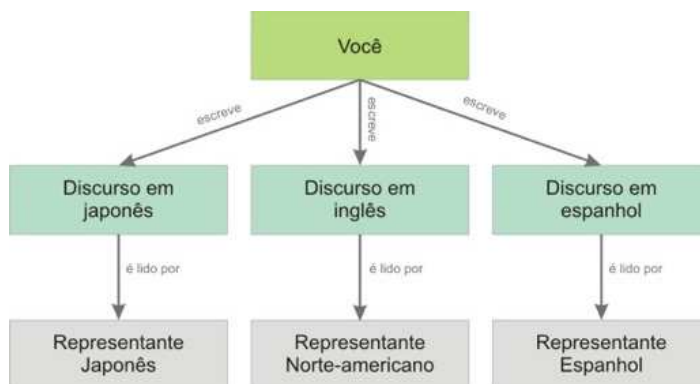 Você
escreve
escreve
escreve
Discurso em
japonês
Discurso em
inglês
Discurso em
espanhol
é lido por
é lido por
é lido por
Representante
Japonês
Representante
Norte-americano
Representante
Espanhol